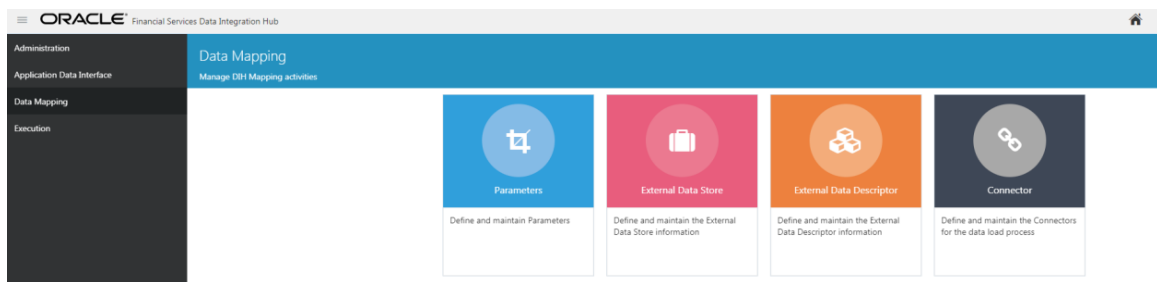 ORACLE® Financial Services Data Integration Hub
Administration
Application Data Interface
Data Mapping
Execution
Data Mapping
Manage DIH Mapping activities
Parameters
Define and maintain Parameters
External Data Store
Define and maintain the External
Data Store information
External Data Descriptor
Define and maintain the External
Data Descriptor information
Connector
Define and maintain the Connectors
for the data load process